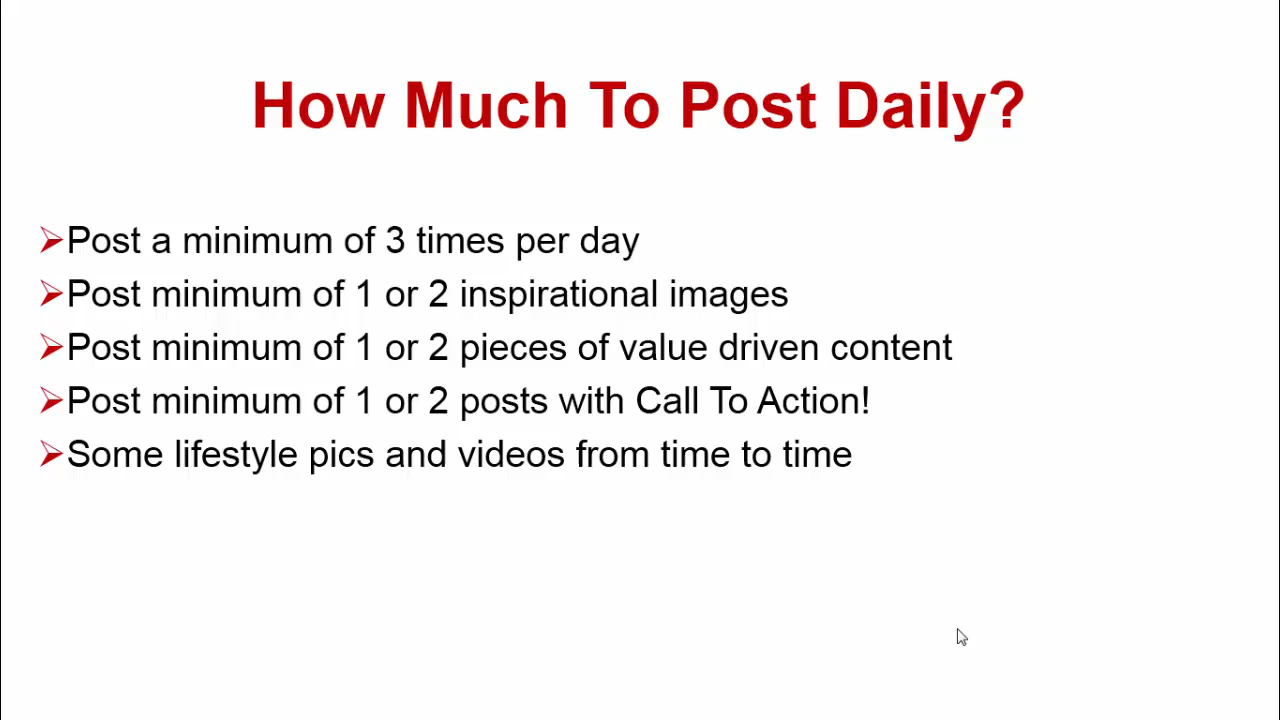 How Much To Post Daily?
➢Post a minimum of 3 times per day
➢Post minimum of 1 or 2 inspirational images
➢Post minimum of 1 or 2 pieces of value driven content
➢Post minimum of 1 or 2 posts with Call To Action!
➢Some lifestyle pics and videos from time to time